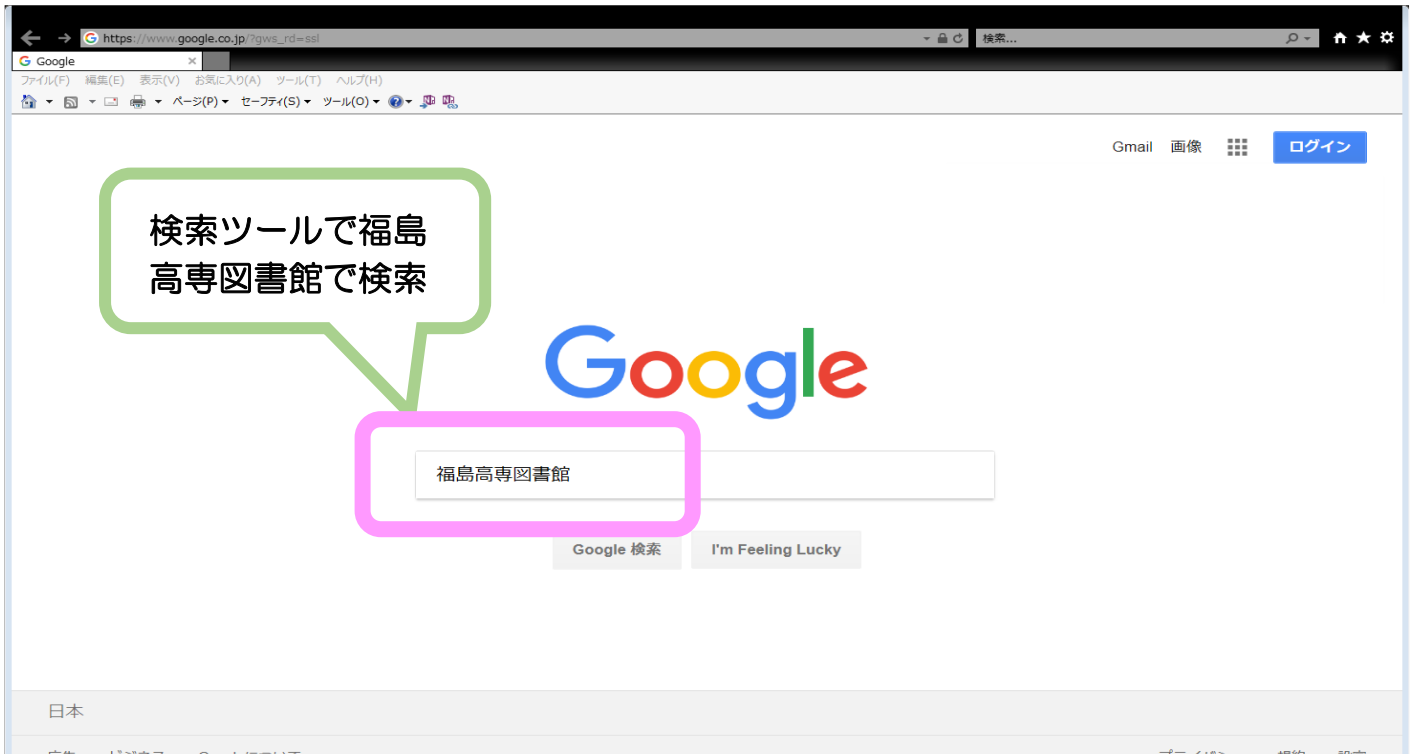 https://www.google.co.jp/?gws_rd=ssl
検索...
Google
ファイル(F) 編集(E) 表示(V) お気に入り(A) ツール(T) ヘルプ(H)
ページ(P) セーフティ(S) ツール(O)
Gmail 画像 ログイン
検索ツールで福島
高専図書館で検索
Google
福島高専図書館
Google 検索 I'm Feeling Lucky
日本